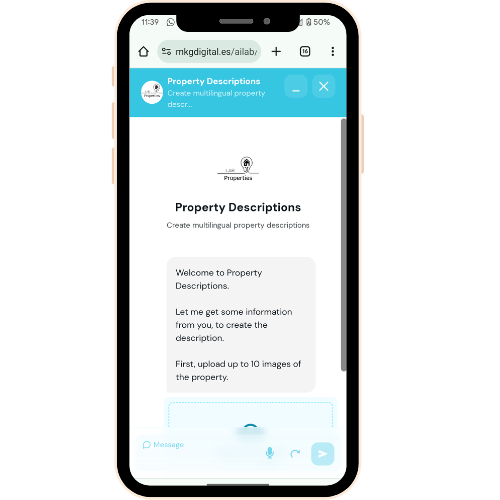 11:39 50%
mkgdigital.es/ailab/ 16
Property Descriptions
Create multilingual property
descr...
Properties
Properties
Property Descriptions
Create multilingual property descriptions
Welcome to Property
Descriptions.
Let me get some information
from you, to create the
description.
First, upload up to 10 images of
the property.
Message